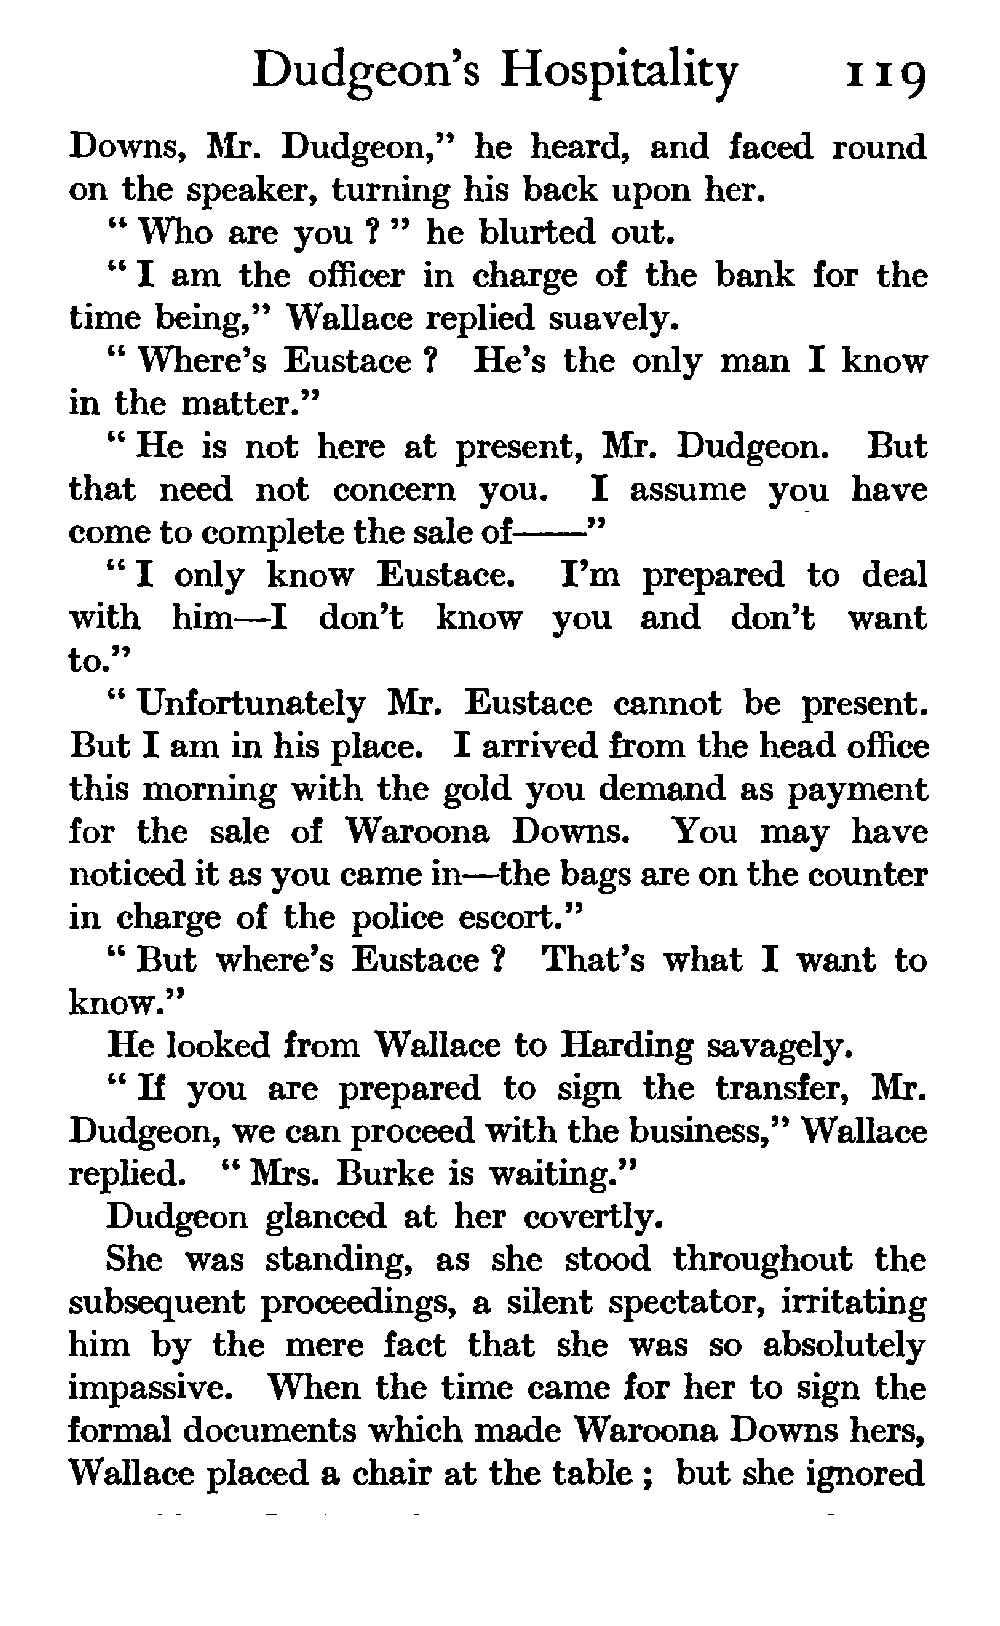 Dudgeon's Hospitality 119
Downs, Mr. Dudgeon," he heard, and faced round
on the speaker, turning his back upon her.
" Who are you ? " he blurted out.
" I am the officer in charge of the bank for the
time being," Wallace replied suavely.
" Where's Eustace ? He's the only man I know
in the matter."
" He is not here at present, Mr. Dudgeon. But
that need not concern you. I assume you have
come to complete the sale of——"
" I only know Eustace. I'm prepared to deal
with him—I don't know you and don't want
to."
" Unfortunately Mr. Eustace cannot be present.
But I am in his place. I arrived from the head office
this morning with the gold you demand as payment
for the sale of Waroona Downs. You may have
noticed it as you came in—the bags are on the counter
in charge of the police escort."
" But where's Eustace ? That's what I want to
know."
He looked from Wallace to Harding savagely.
" If you are prepared to sign the transfer, Mr.
Dudgeon, we can proceed with the business," Wallace
replied. " Mrs. Burke is waiting."
Dudgeon glanced at her covertly.
She was standing, as she stood throughout the
subsequent proceedings, a silent spectator, irritating
him by the mere fact that she was so absolutely
impassive. When the time came for her to sign the
formal documents which made Waroona Downs hers,
Wallace placed a chair at the table ; but she ignored